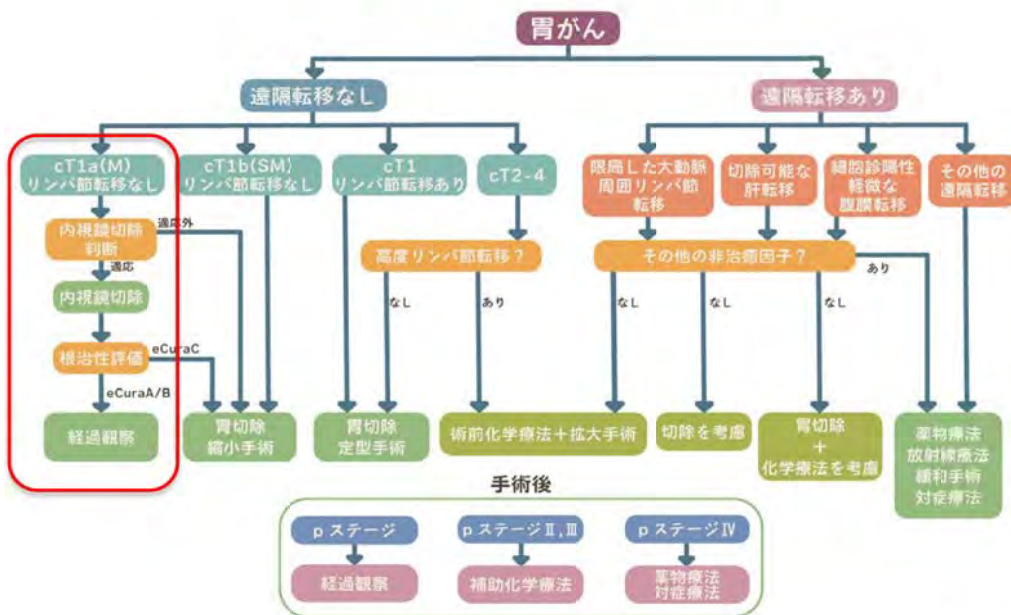 胃がん
遠隔転移なし
遠隔転移あり
cT1a(M)
リンパ節転移なし
cT1b(SM)
リンパ節転移なし
cT1
リンパ節転移あり
cT2-4
限局した大動脈
周囲リンパ節
転移
切除可能な
肝転移
細胞診陽性
軽微な
腹膜転移
その他の
遠隔転移
内視鏡切除
判断
適応外
適応
内視鏡切除
根治性評価
eCuraC
eCuraA/B
高度リンパ節転移?
なし
あり
その他の非治癒因子?
あり
なし
なし
なし
経過観察
胃切除
縮小手術
胃切除
定型手術
術前化学療法+拡大手術
切除を考慮
胃切除
+
化学療法を考慮
薬物療法
放射線療法
緩和手術
対症療法
手術後
pステージ
pステージⅡ,Ⅲ
pステージⅣ
経過観察
補助化学療法
薬物療法
対症療法